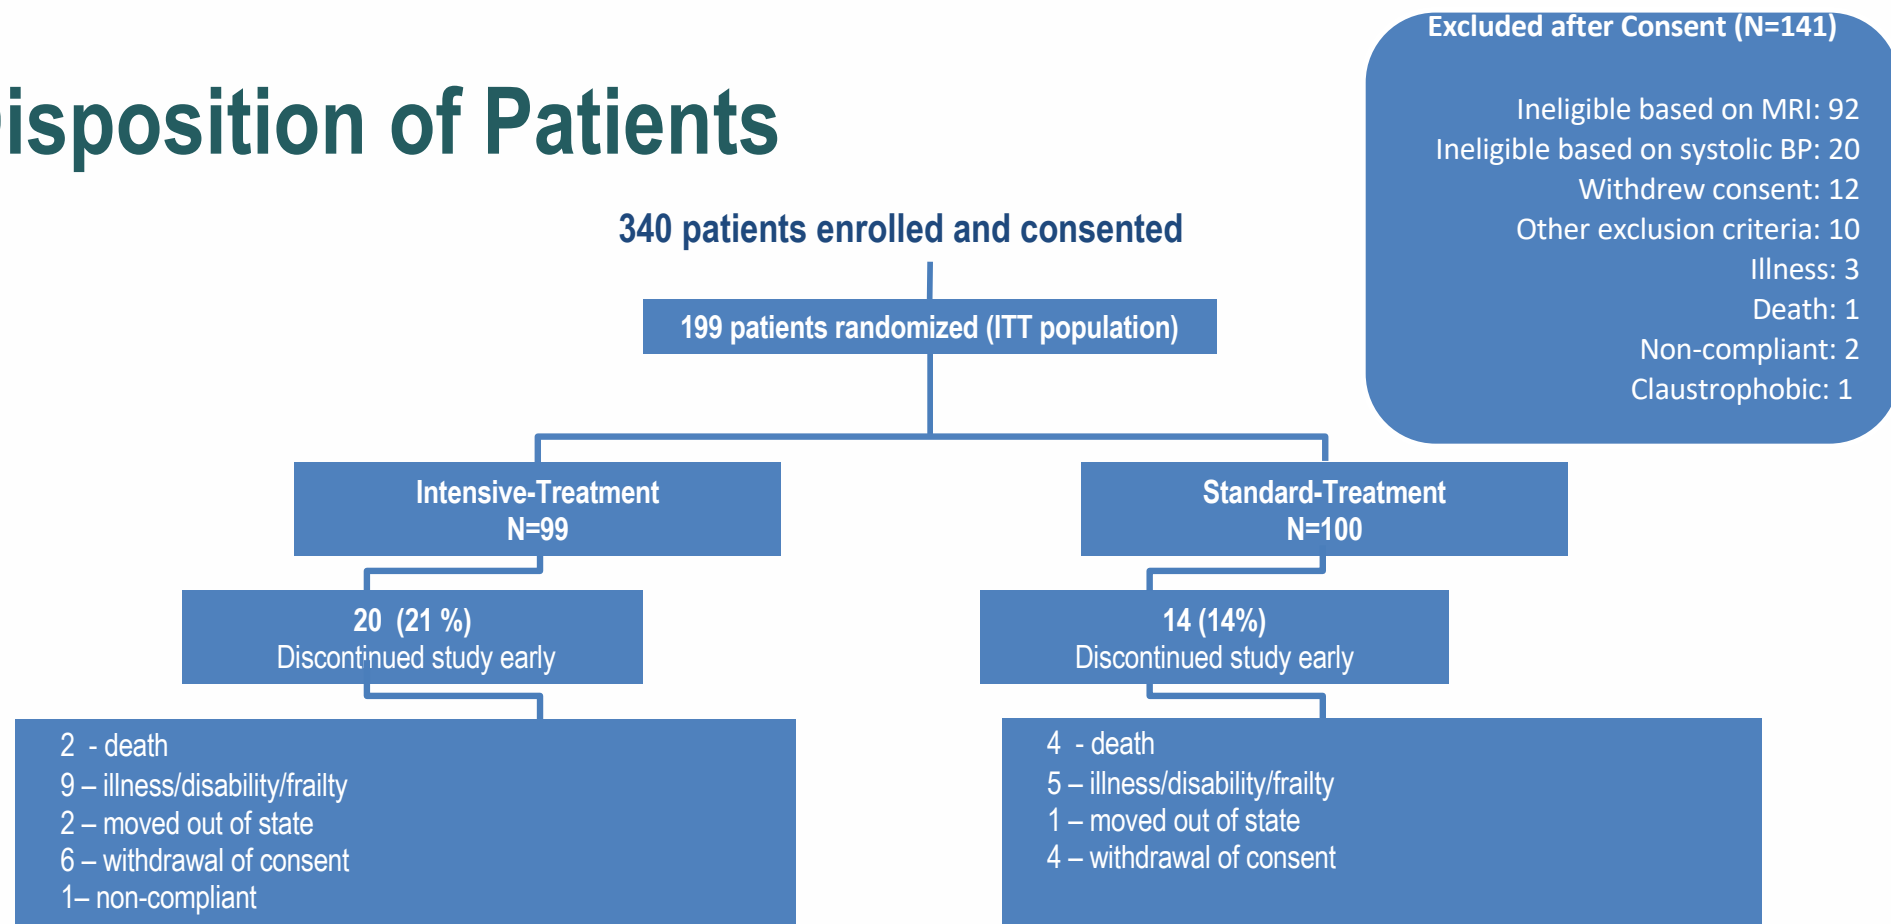 isposition of Patients
Excluded after Consent (N=141)
Ineligible based on MRI: 92
Ineligible based on systolic BP: 20
Withdrew consent: 12
Other exclusion criteria: 10
Illness: 3
Death: 1
Non-compliant: 2
Claustrophobic: 1
340 patients enrolled and consented
199 patients randomized (ITT population)
Intensive-Treatment
N=99
Standard-Treatment
N=100
20 (21 %)
Discontinued study early
14 (14%)
Discontinued study early
2 - death
9 – illness/disability/frailty
2 – moved out of state
6 – withdrawal of consent
1– non-compliant
4 - death
5 – illness/disability/frailty
1 – moved out of state
4 – withdrawal of consent